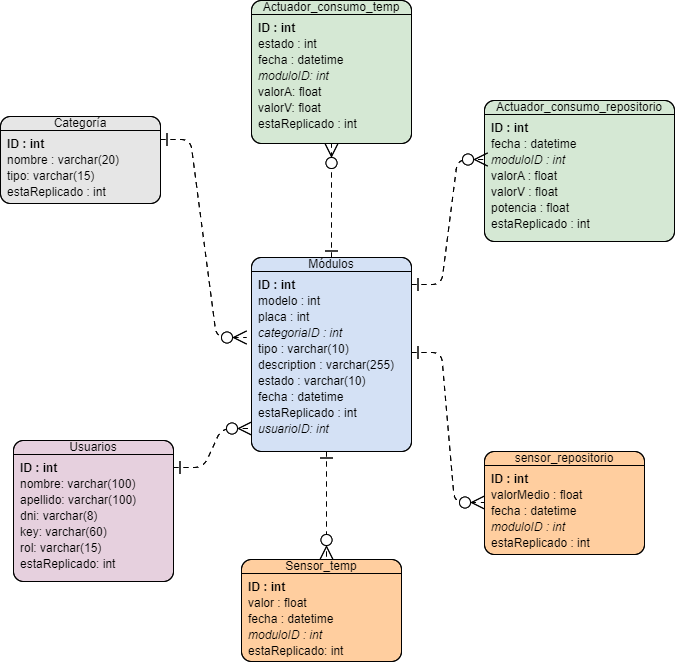 Actuador_consumo_temp
ID : int
estado : int
fecha : datetime
moduloID: int
valorA: float
valorV: float
estaReplicado : int
Actuador_consumo_repositorio
ID : int
fecha : datetime
moduloID : int
valorA : float
valorV : float
potencia : float
estaReplicado : int
Categoría
ID : int
nombre : varchar(20)
tipo: varchar(15)
estaReplicado : int
Módulos
ID : int
modelo : int
placa : int
categoriaID : int
tipo : varchar(10)
description : varchar(255)
estado : varchar(10)
fecha : datetime
estaReplicado : int
usuarioID: int
Usuarios
ID : int
nombre: varchar(100)
apellido: varchar(100)
dni: varchar(8)
key: varchar(60)
rol: varchar(15)
estaReplicado: int
sensor_repositorio
ID : int
valorMedio : float
fecha : datetime
moduloID : int
estaReplicado : int
Sensor_temp
ID : int
valor : float
fecha : datetime
moduloID : int
estaReplicado: int